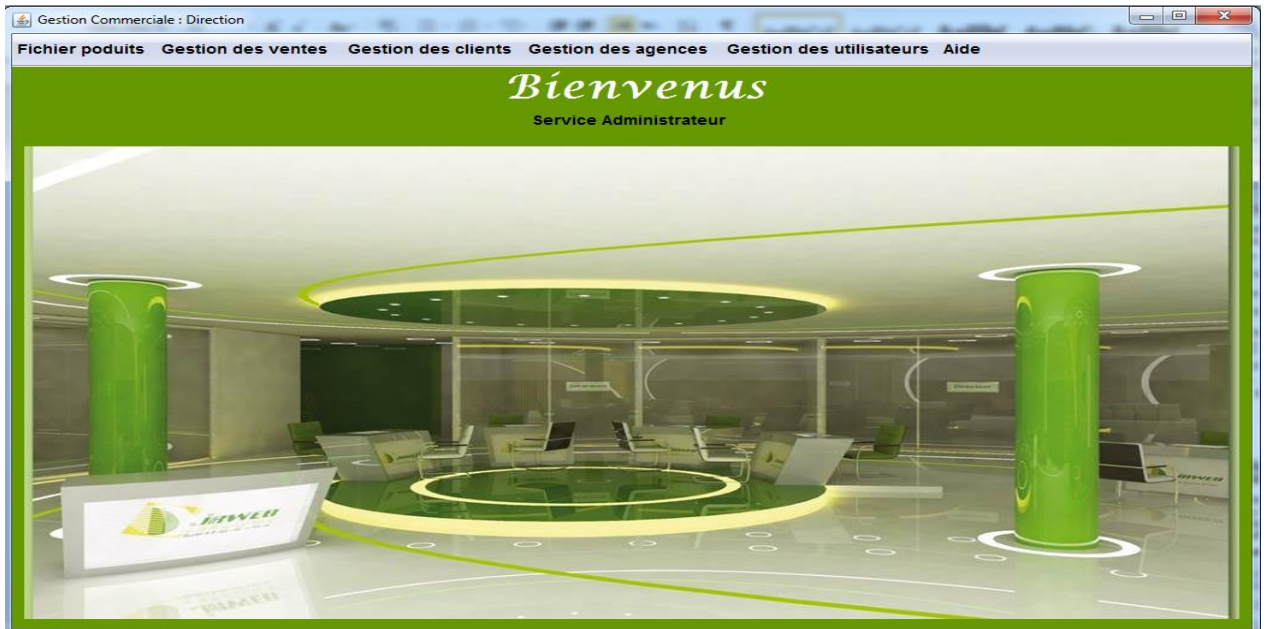 Gestion Commerciale : Direction
Fichier poduits Gestion des ventes Gestion des clients Gestion des agences Gestion des utilisateurs Aide
Bienvenus
Service Administrateur
Directeur